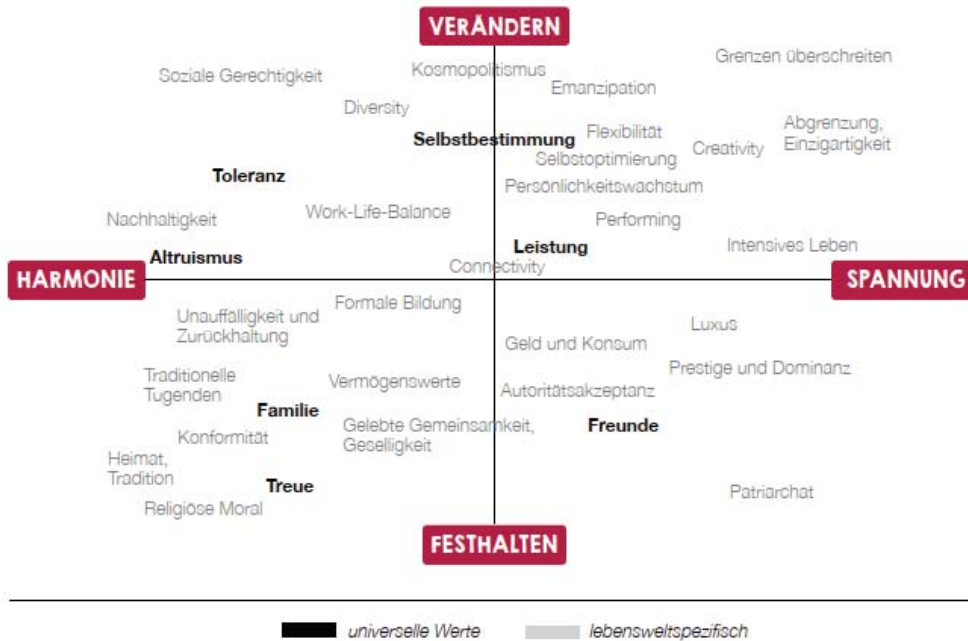 VERÄNDERN
Grenzen überschreiten
Kosmopolitismus
Soziale Gerechtigkeit
Emanzipation
Diversity
Abgrenzung,
Einzigartigkeit
Flexibilität
Selbstbestimmung
Creativity
Selbstoptimierung
Toleranz
Persönlichkeitswachstum
Work-Life-Balance
Nachhaltigkeit
Performing
Leistung
Intensives Leben
Altruismus
Connectivity
HARMONIE
SPANNUNG
Formale Bildung
Unauffälligkeit und
Zurückhaltung
Luxus
Geld und Konsum
Prestige und Dominanz
Traditionelle
Tugenden
Vermögenswerte
Autoritätsakzeptanz
Familie
Gelebte Gemeinsamkeit,
Geselligkeit
Freunde
Konformität
Heimat,
Tradition
Treue
Patriarchat
Religiöse Moral
FESTHALTEN
universelle Werte
lebensweltspezifisch